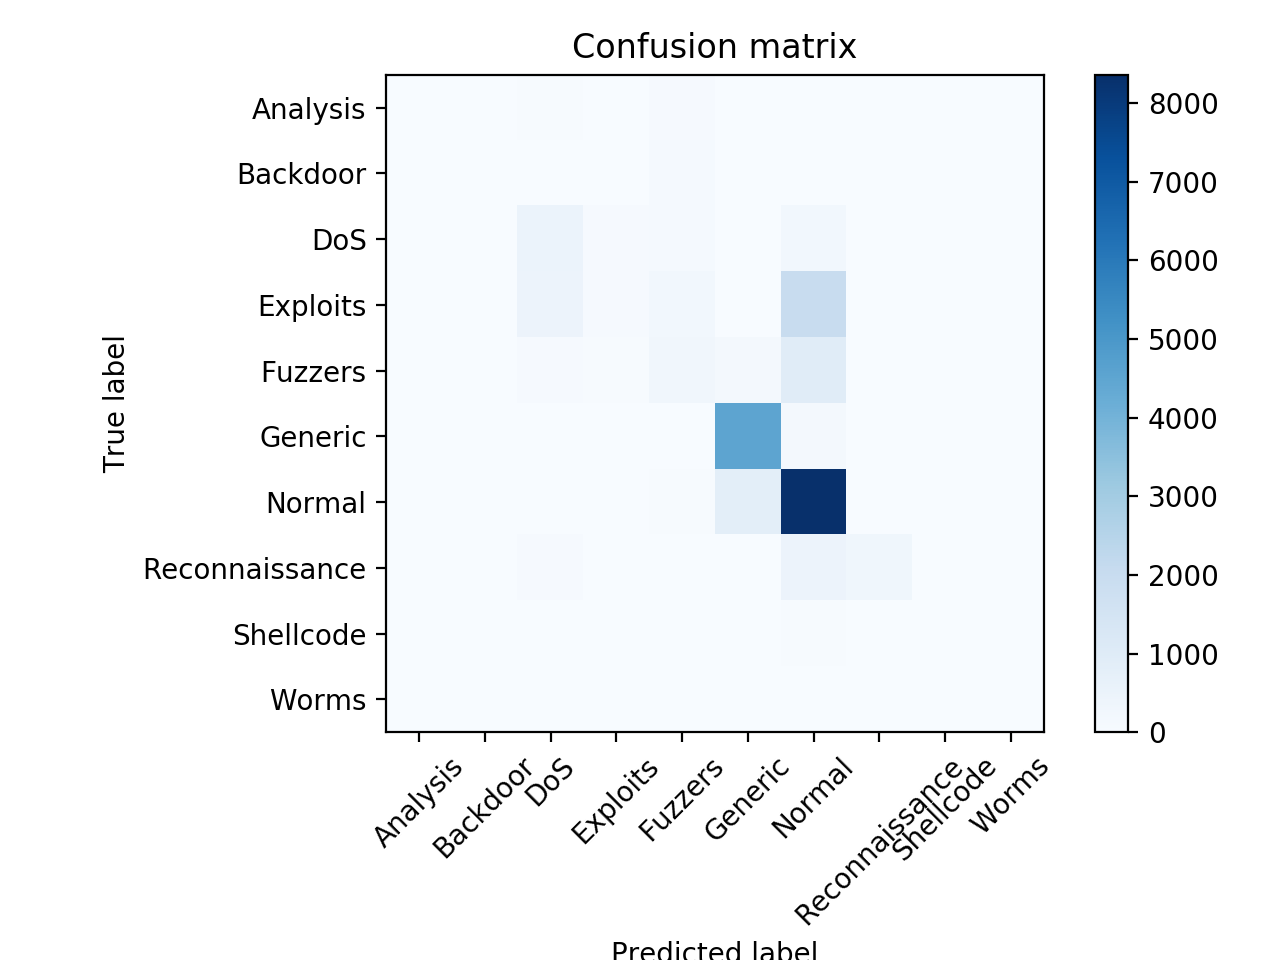 Confusion matrix
Analysis
Backdoor
DoS
Exploits
Fuzzers
Generic
Normal
Reconnaissance
Shellcode
Worms
True label
Analysis
Backdoor
DoS
Exploits
Fuzzers
Generic
Normal
Reconnaissance
Shellcode
Worms
Predicted label
8000
7000
6000
5000
4000
3000
2000
1000
0